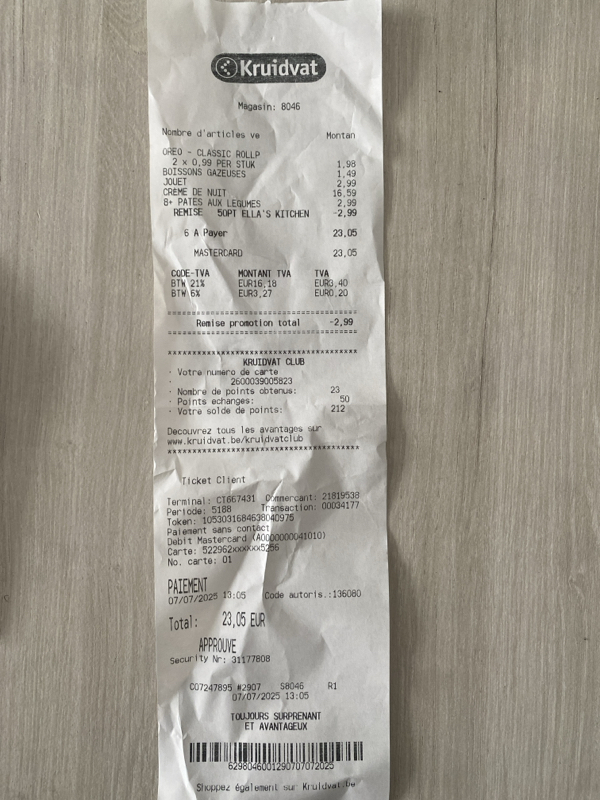 Kruidvat
Magasin: 8046
Nombre d'articles ve Montan
OREO - CLASSIC ROLLP
2 x 0,99 PER STUK 1,98
BOISSONS GAZEUSES 1,49
JOUET 2,99
CREME DE NUIT 16,59
8+ PATES AUX LEGUMES 2,99
REMISE 50PT ELLA'S KITCHEN -2,99
6 A Payer 23,05
MASTERCARD 23,05
CODE-TVA MONTANT TVA TVA
BTW 21% EUR16,18 EUR3,40
BTW 6% EUR3,27 EUR0,20
Remise promotion total -2,99
KRUIDVAT CLUB
· Votre numero de carte
· 2600039005823
· Nombre de points obtenus: 23
· Points echanges: 50
· Votre solde de points: 212
Decouvrez tous les avantages sur
www.kruidvat.be/kruidvatclub
Ticket Client
Terminal: CT667431 Commercant: 21819538
Periode: 5188 Transaction: 00034177
Token: 1053031684638040975
Paiement sans contact
Debit Mastercard (A0000000041010)
Carte: 522962xxxxxx5256
No. carte: 01
PAIEMENT
07/07/2025 13:05 Code autoris.:136080
Total: 23,05 EUR
APPROUVE
Security Nr: 31177808
C07247895 #2907 S8046 R1
07/07/2025 13:05
TOUJOURS SURPRENANT
ET AVANTAGEUX
6298046001290707072025
Shoppez également sur Kruidvat.be